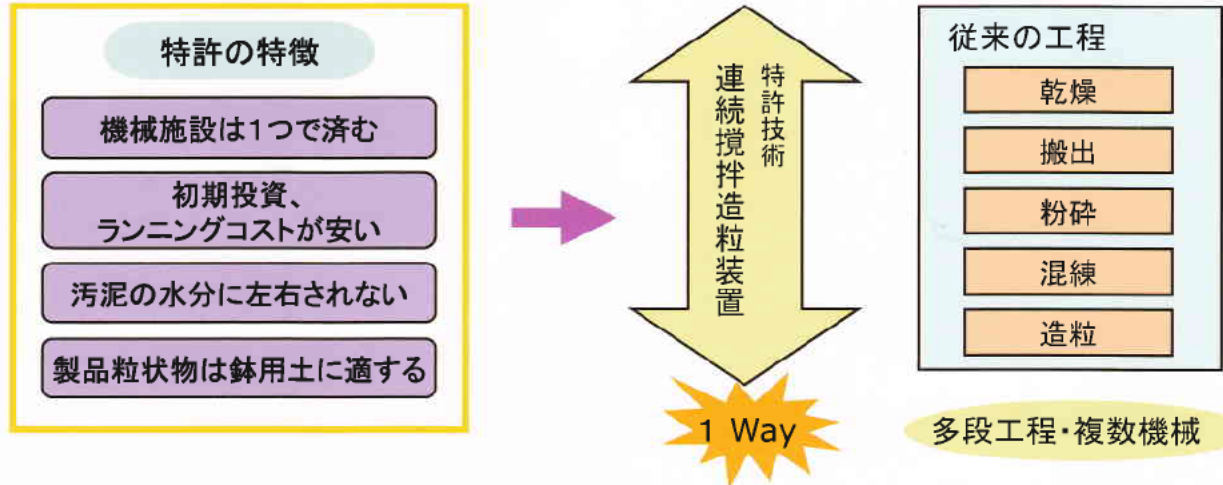 特許の特徴
機械施設は1つで済む
初期投資、
ランニングコストが安い
汚泥の水分に左右されない
製品粒状物は鉢用土に適する
特許技術
連続撹拌造粒装置
1 Way
従来の工程
乾燥
搬出
粉砕
混練
造粒
多段工程・複数機械